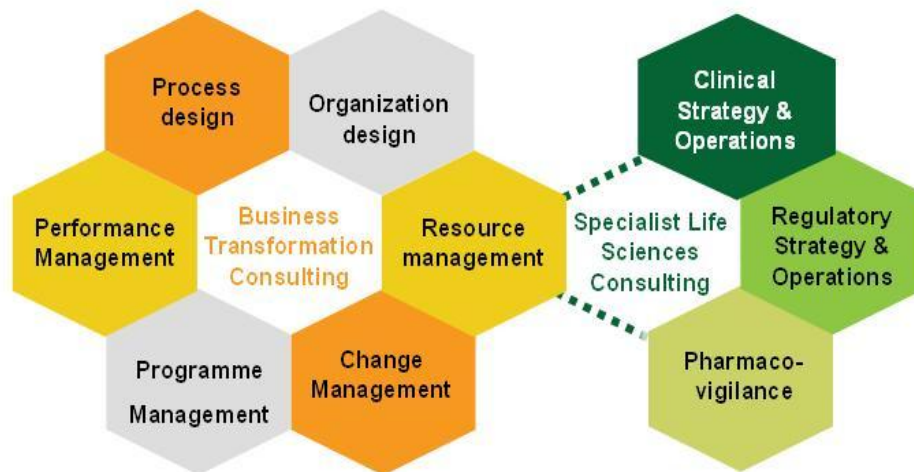 Process
design
Organization
design
Clinical
Strategy &
Operations
Performance
Management
Business
Transformation
Consulting
Resource
management
Specialist Life
Sciences
Consulting
Regulatory
Strategy &
Operations
Programme
Management
Change
Management
Pharmaco-
vigilance